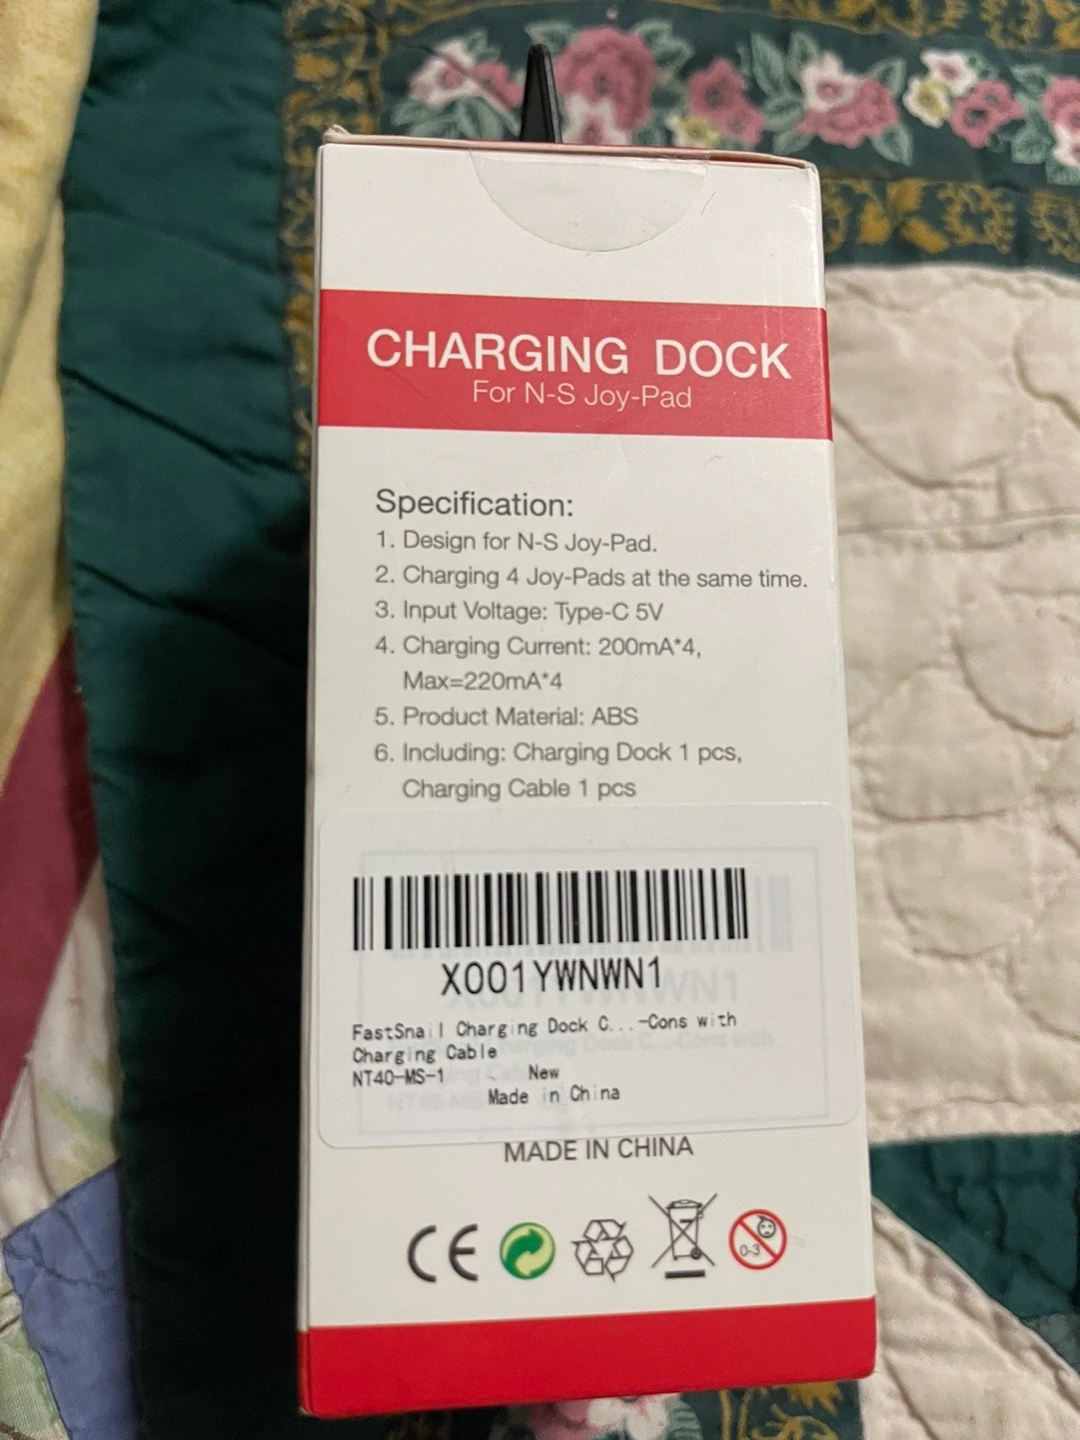 CHARGING DOCK
For N-S Joy-Pad
Specification:
1. Design for N-S Joy-Pad.
2. Charging 4 Joy-Pads at the same time.
3. Input Voltage: Type-C 5V
4. Charging Current: 200mA*4,
Max=220mA*4
5. Product Material: ABS
6. Including: Charging Dock 1 pcs,
Charging Cable 1 pcs
X001YWNWN1
FastSnail Charging Dock C...-Cons with
Charging Cable
NT40-MS-1 New
Made in China
MADE IN CHINA
CE
0-3